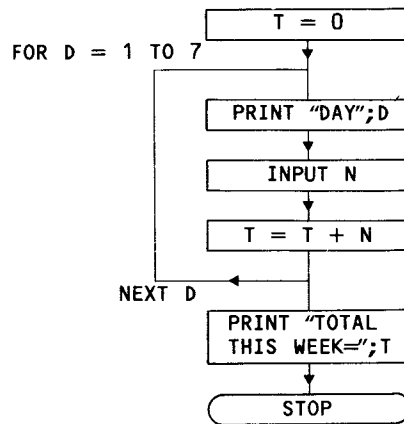 T = 0
FOR D = 1 TO 7
PRINT "DAY";D
INPUT N
T = T + N
NEXT D
PRINT "TOTAL
THIS WEEK=";T
STOP